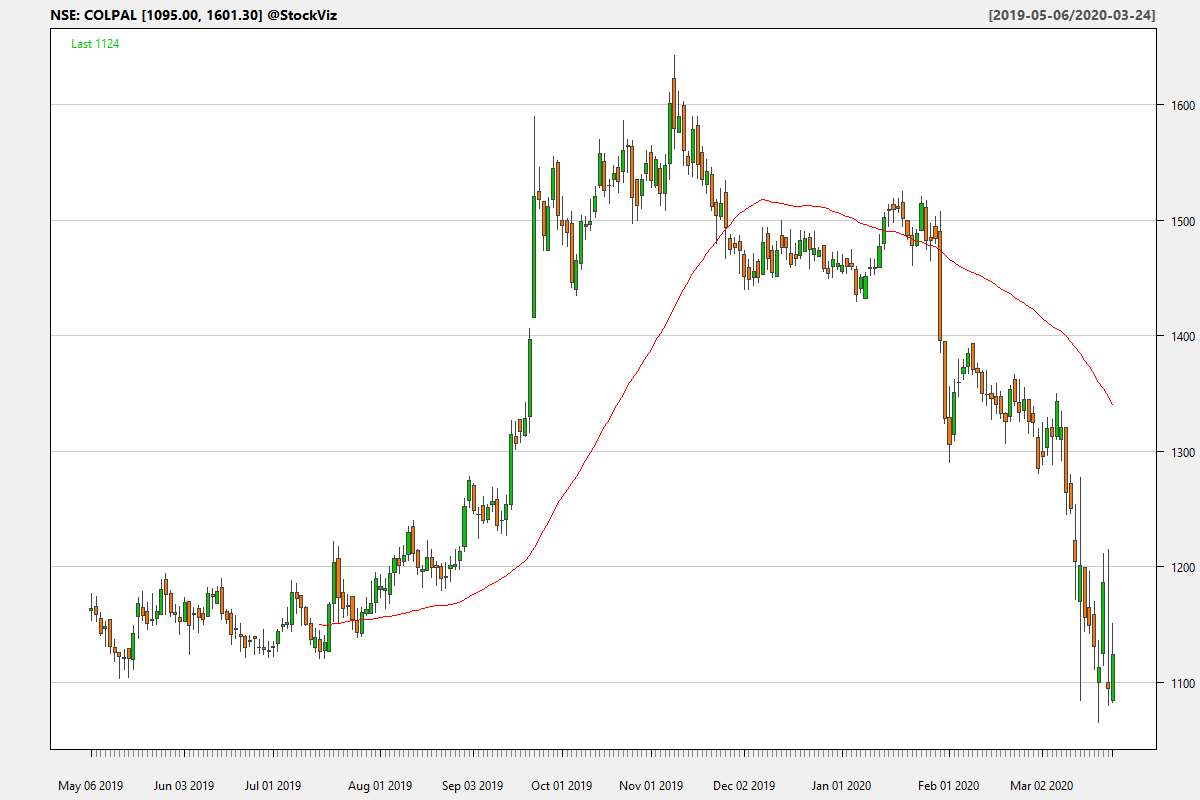 NSE: COLPAL [1095.00, 1601.30] @StockViz [2019-05-06/2020-03-24]
Last 1124
1600
1500
1400
1300
1200
1100
May 06 2019 Jun 03 2019 Jul 01 2019 Aug 01 2019 Sep 03 2019 Oct 01 2019 Nov 01 2019 Dec 02 2019 Jan 01 2020 Feb 01 2020 Mar 02 2020